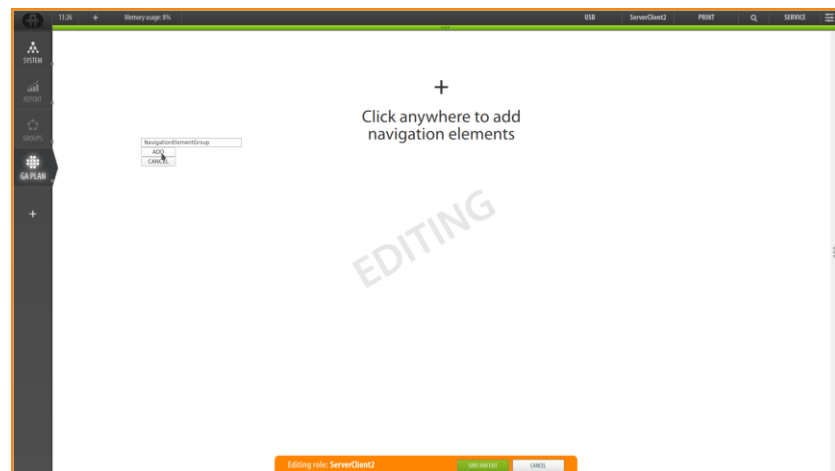 13:26 + Memory usage: 8% USB ServerClient2 PRINT SERVICE
SYSTEM
REPORT
GROUPS
GA PLAN
+
+
Click anywhere to add
navigation elements
NavigationElementGroup
ADD
CANCEL
EDITING
Editing role: ServerClient2 SAVE AND EXIT CANCEL